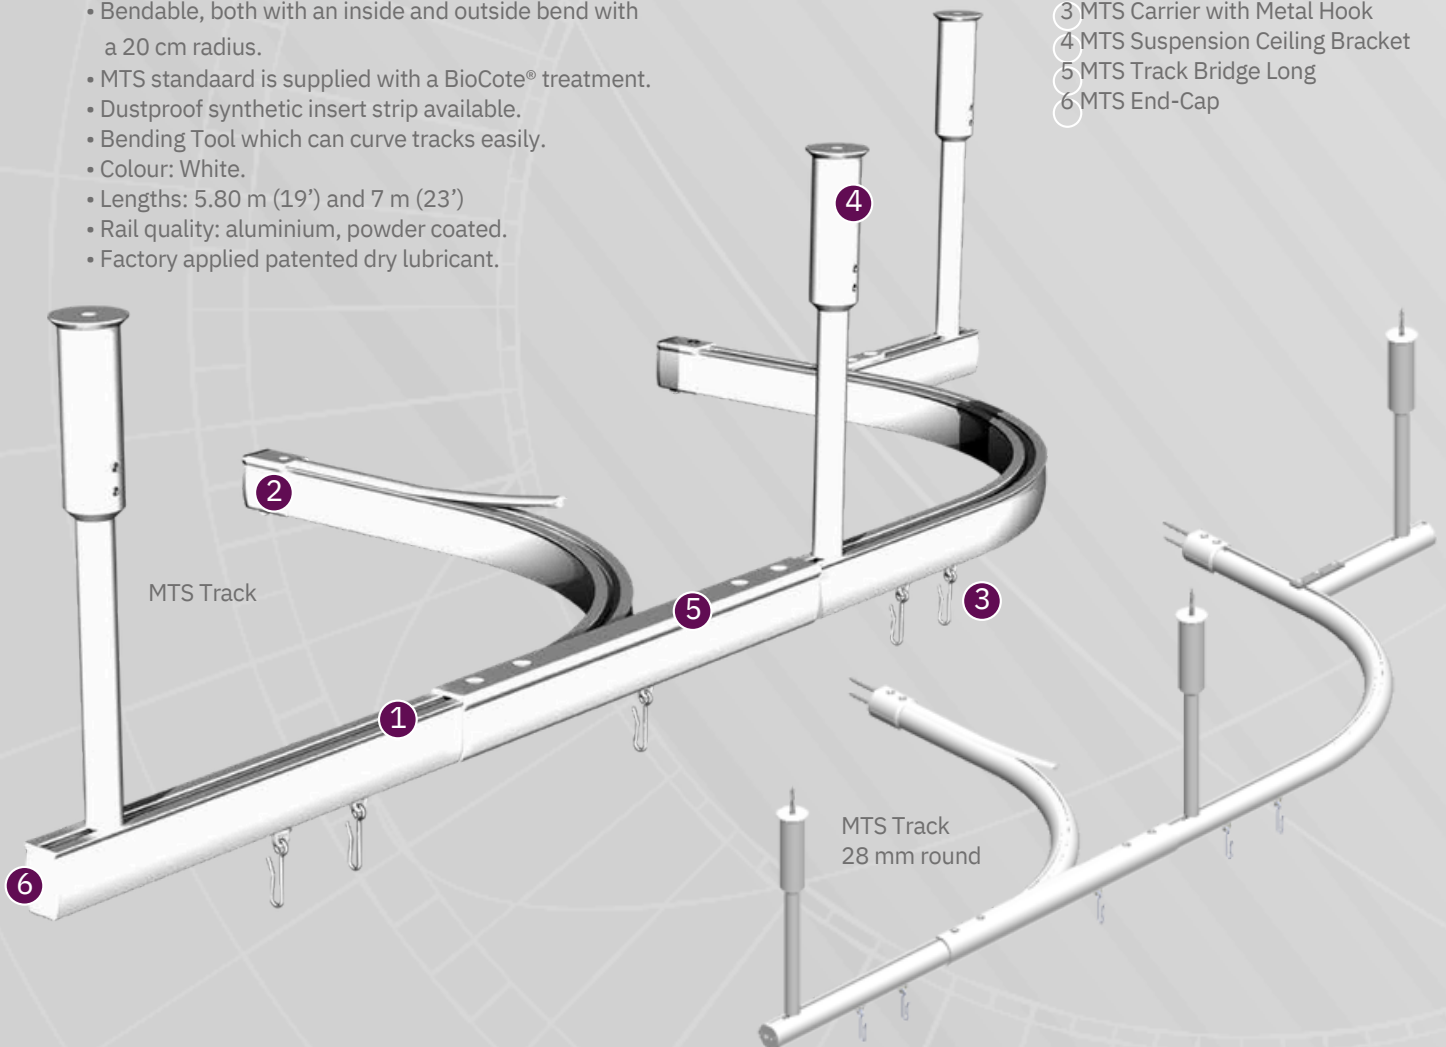 • Bendable, both with an inside and outside bend with
a 20 cm radius.
• MTS standaard is supplied with a BioCote® treatment.
• Dustproof synthetic insert strip available.
• Bending Tool which can curve tracks easily.
• Colour: White.
• Lengths: 5.80 m (19’) and 7 m (23’)
• Rail quality: aluminium, powder coated.
• Factory applied patented dry lubricant.
3 MTS Carrier with Metal Hook
4 MTS Suspension Ceiling Bracket
5 MTS Track Bridge Long
6 MTS End-Cap
4
2
MTS Track
5
3
1
6
MTS Track
28 mm round